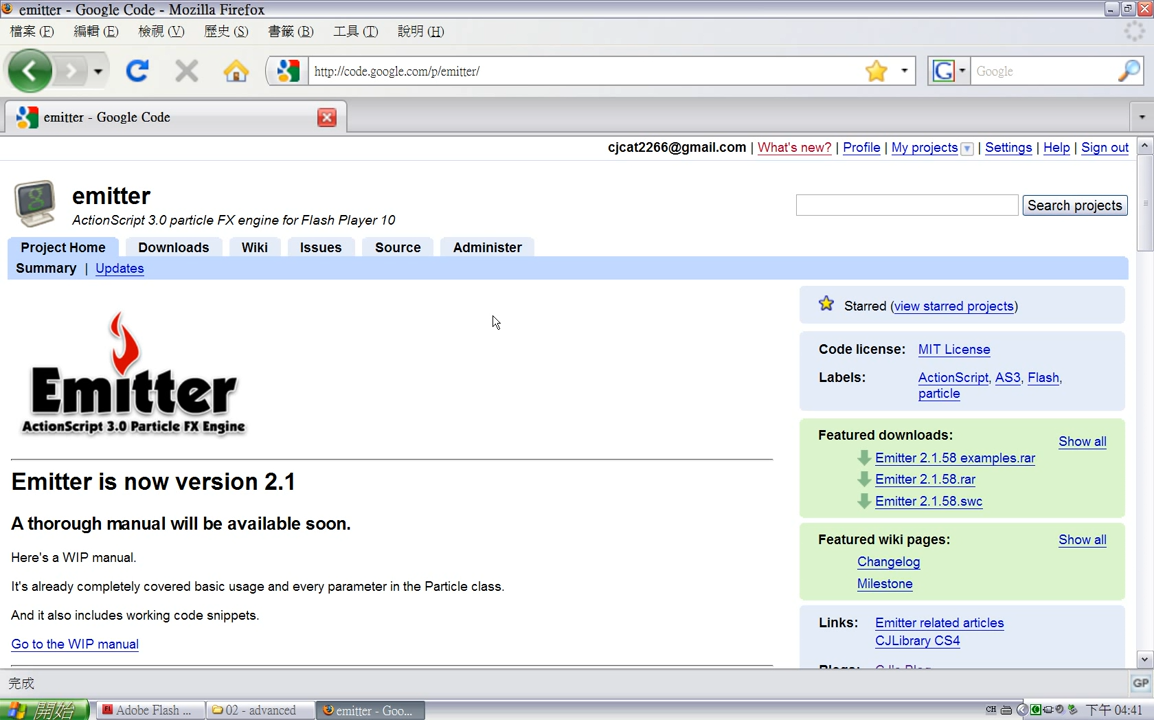 emitter - Google Code - Mozilla Firefox
檔案 (F) 編輯 (E) 檢視 (V) 歷史 (S) 書籤 (B) 工具 (T) 說明 (H)
http://code.google.com/p/emitter/
Google
emitter - Google Code
cjcat2266@gmail.com | What's new? | Profile | My projects | Settings | Help | Sign out
emitter
ActionScript 3.0 particle FX engine for Flash Player 10
Search projects
Project Home Downloads Wiki Issues Source Administer
Summary | Updates
Starred (view starred projects)
Code license: MIT License
Labels: ActionScript, AS3, Flash,
particle
Featured downloads: Show all
Emitter 2.1.58 examples.rar
Emitter 2.1.58.rar
Emitter 2.1.58.swc
Featured wiki pages: Show all
Changelog
Milestone
Links: Emitter related articles
CJLibrary CS4
Blogs: CJ's Blog
Emitter
ActionScript 3.0 Particle FX Engine
Emitter is now version 2.1
A thorough manual will be available soon.
Here's a WIP manual.
It's already completely covered basic usage and every parameter in the Particle class.
And it also includes working code snippets.
Go to the WIP manual
完成
GP
開始 Adobe Flash ... 02 - advanced emitter - Goo... CH 下午 04:41